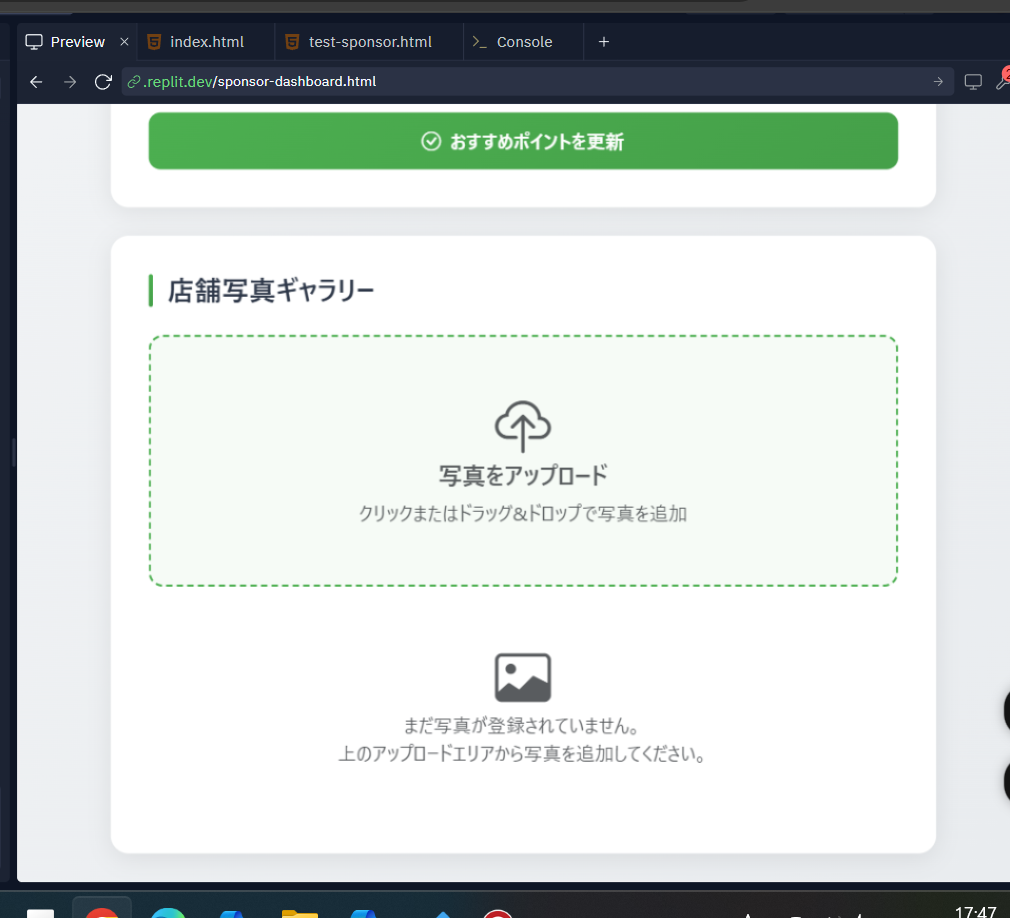 Preview
index.html
test-sponsor.html
Console
.replit.dev/sponsor-dashboard.html
おすすめポイントを更新
店舗写真ギャラリー
写真をアップロード
クリックまたはドラッグ&ドロップで写真を追加
まだ写真が登録されていません。
上のアップロードエリアから写真を追加してください。
17:47